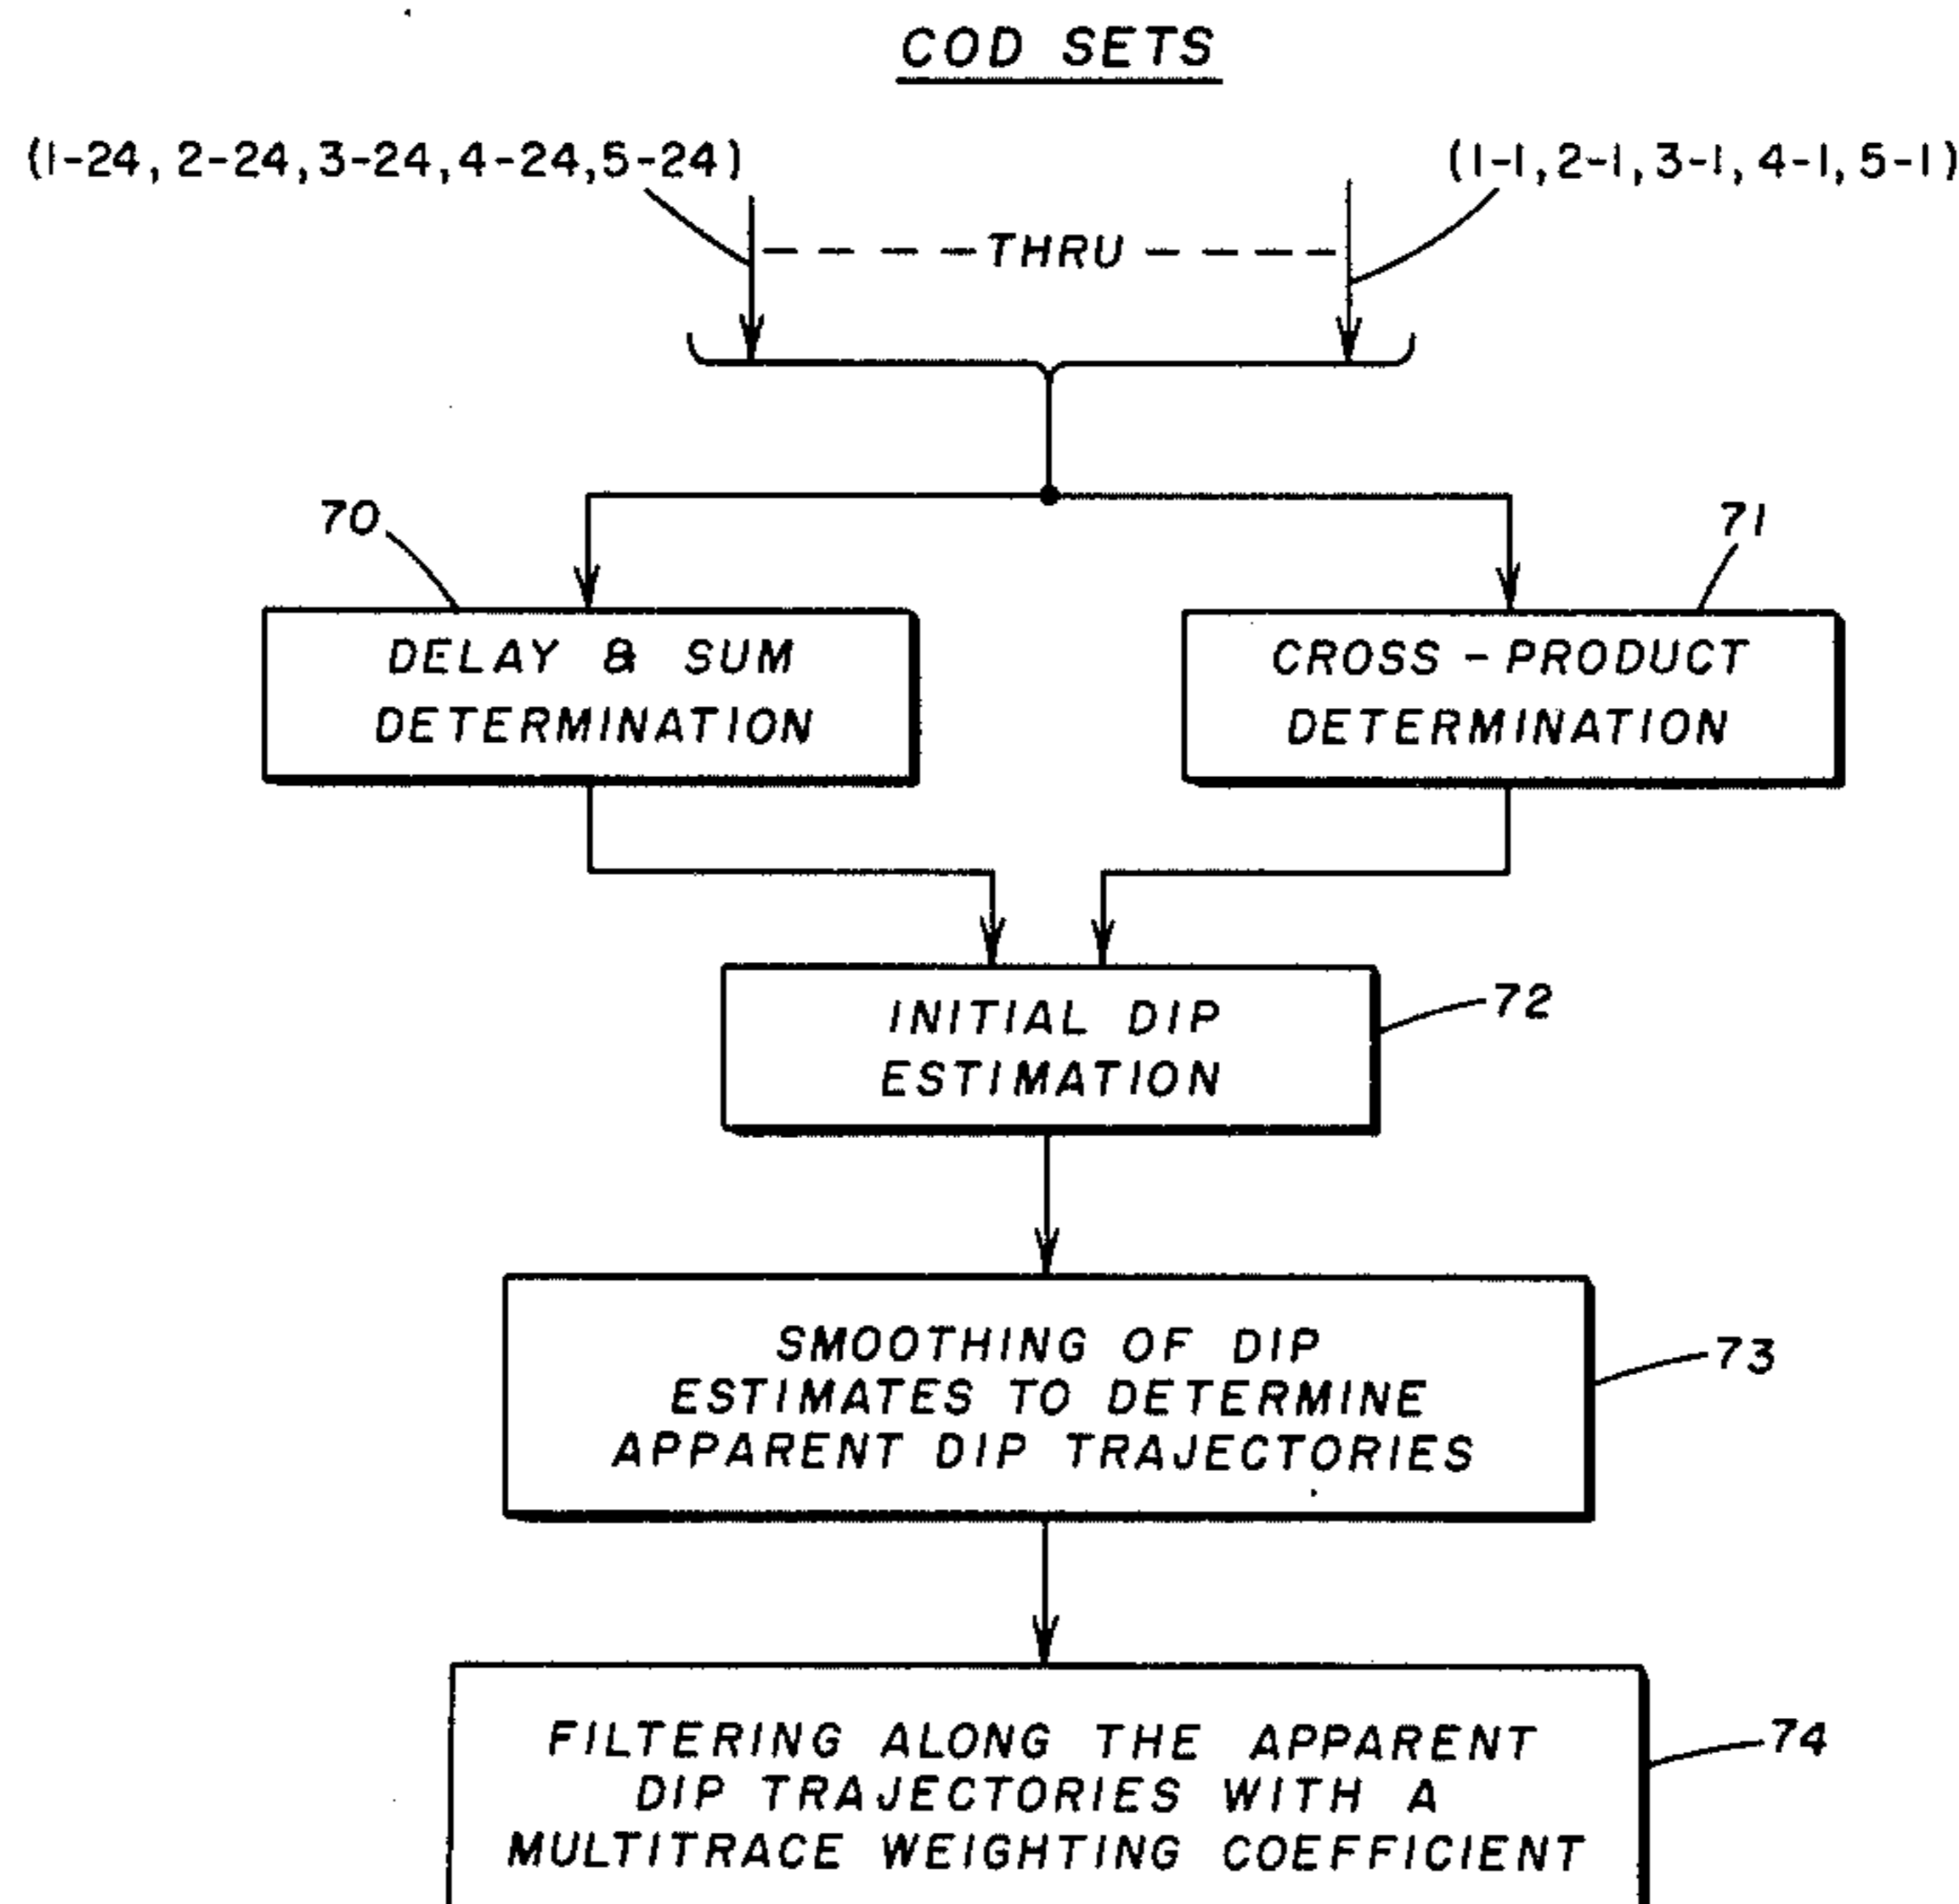 COD SETS
(1-24, 2-24, 3-24, 4-24, 5-24)
(1-1, 2-1, 3-1, 4-1, 5-1)
THRU
70
71
DELAY & SUM
DETERMINATION
CROSS-PRODUCT
DETERMINATION
INITIAL DIP
ESTIMATION
72
SMOOTHING OF DIP
ESTIMATES TO DETERMINE
APPARENT DIP TRAJECTORIES
73
FILTERING ALONG THE APPARENT
DIP TRAJECTORIES WITH A
MULTITRACE WEIGHTING COEFFICIENT
74